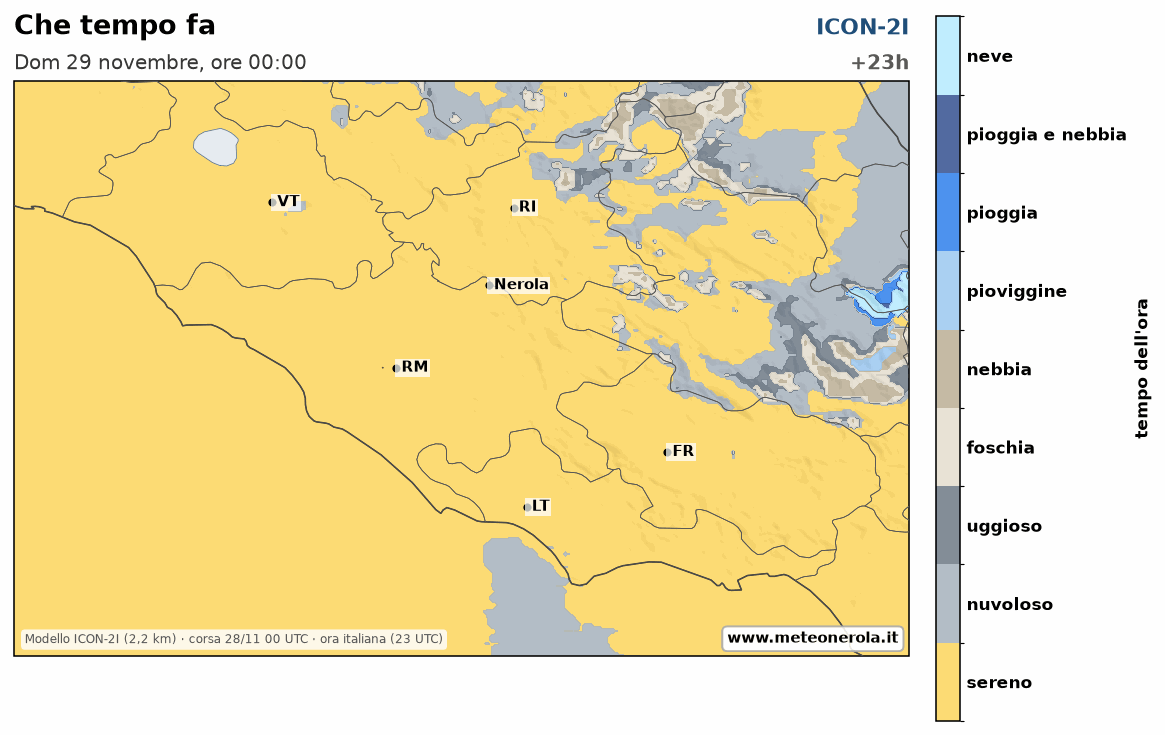 Che tempo fa
ICON-2I
Dom 29 novembre, ore 00:00
+23h
VT
RI
Nerola
RM
FR
LT
Modello ICON-2I (2,2 km) · corsa 28/11 00 UTC · ora italiana (23 UTC)
www.meteonerola.it
neve
pioggia e nebbia
pioggia
pioviggine
nebbia
foschia
uggioso
nuvoloso
sereno
tempo dell'ora